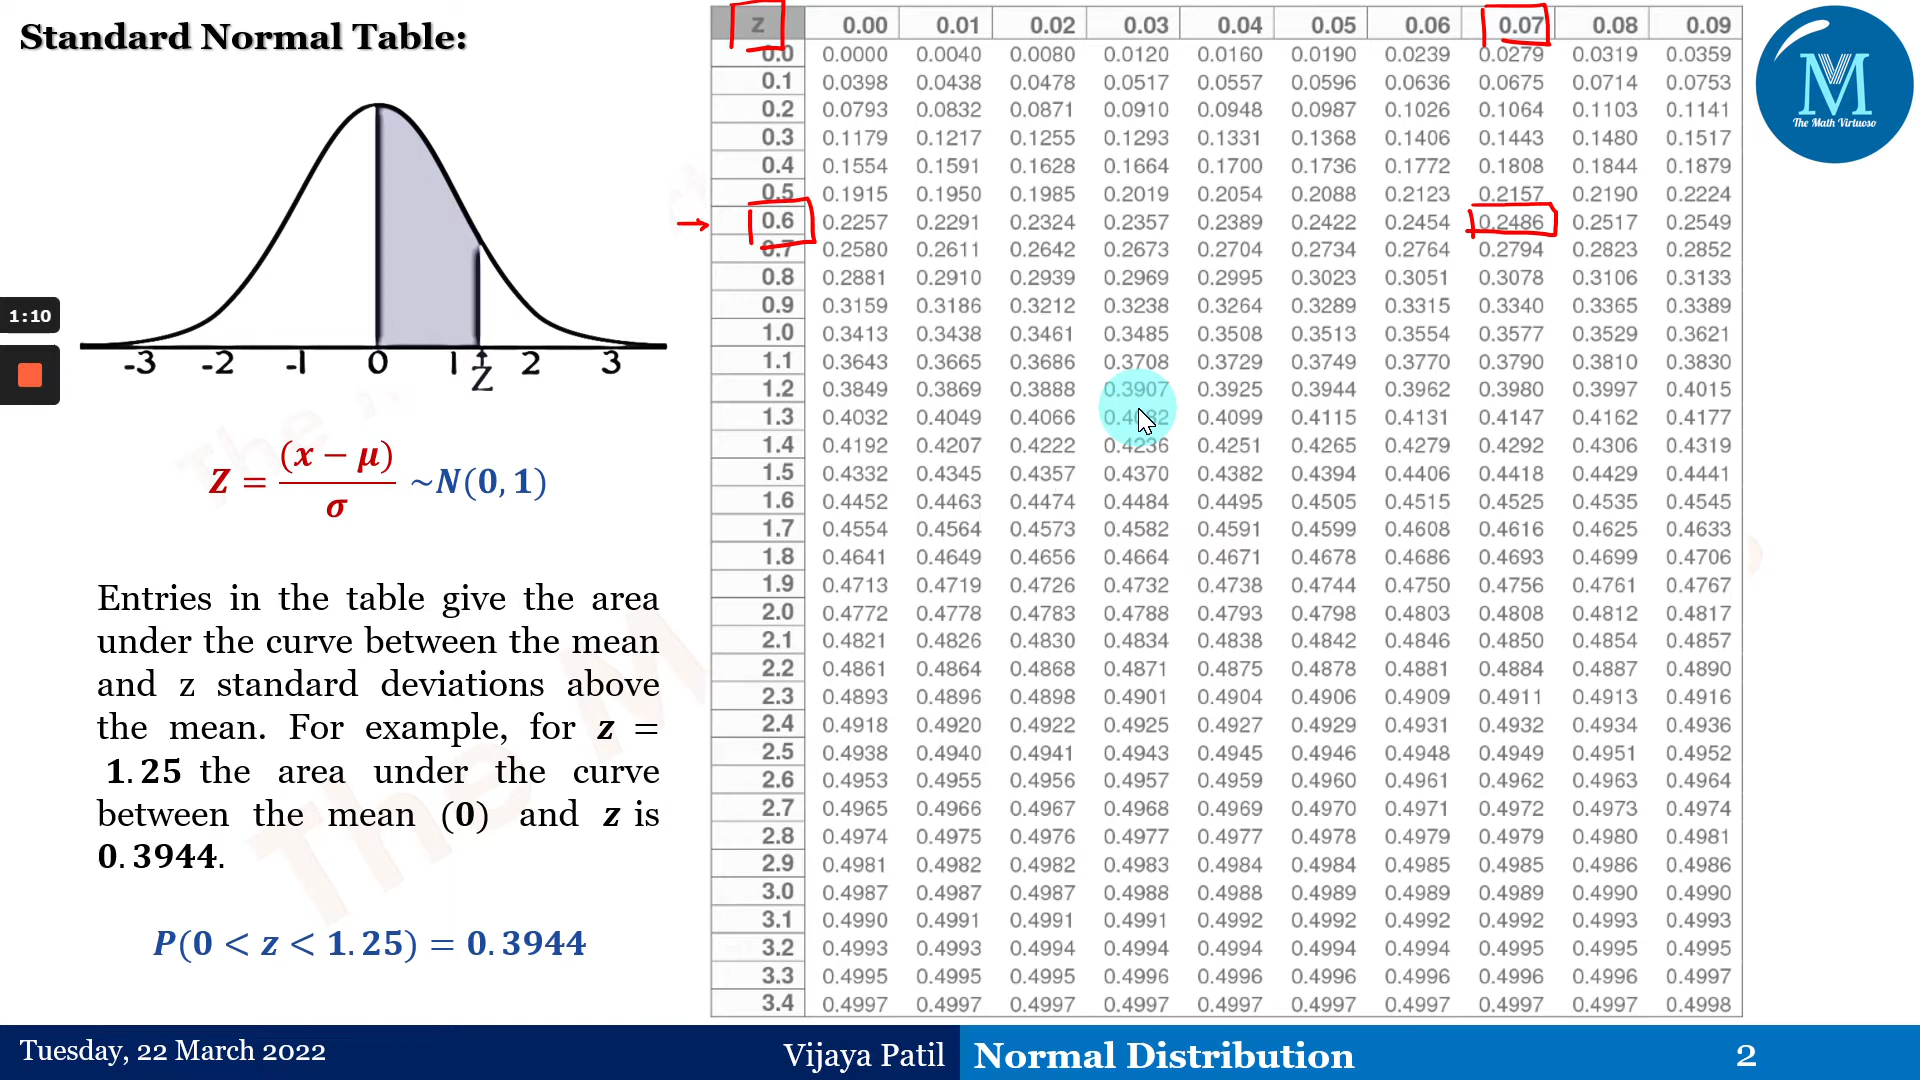 Standard Normal Table:
-3 -2 -1 0 1 Z 2 3
Z = (x − μ) / σ ~N(0, 1)
Entries in the table give the area
under the curve between the mean
and z standard deviations above
the mean. For example, for z =
1.25 the area under the curve
between the mean (0) and z is
0.3944.
P(0 < z < 1.25) = 0.3944
1:10
z 0.00 0.01 0.02 0.03 0.04 0.05 0.06 0.07 0.08 0.09
0.0 0.0000 0.0040 0.0080 0.0120 0.0160 0.0190 0.0239 0.0279 0.0319 0.0359
0.1 0.0398 0.0438 0.0478 0.0517 0.0557 0.0596 0.0636 0.0675 0.0714 0.0753
0.2 0.0793 0.0832 0.0871 0.0910 0.0948 0.0987 0.1026 0.1064 0.1103 0.1141
0.3 0.1179 0.1217 0.1255 0.1293 0.1331 0.1368 0.1406 0.1443 0.1480 0.1517
0.4 0.1554 0.1591 0.1628 0.1664 0.1700 0.1736 0.1772 0.1808 0.1844 0.1879
0.5 0.1915 0.1950 0.1985 0.2019 0.2054 0.2088 0.2123 0.2157 0.2190 0.2224
0.6 0.2257 0.2291 0.2324 0.2357 0.2389 0.2422 0.2454 0.2486 0.2517 0.2549
0.7 0.2580 0.2611 0.2642 0.2673 0.2704 0.2734 0.2764 0.2794 0.2823 0.2852
0.8 0.2881 0.2910 0.2939 0.2969 0.2995 0.3023 0.3051 0.3078 0.3106 0.3133
0.9 0.3159 0.3186 0.3212 0.3238 0.3264 0.3289 0.3315 0.3340 0.3365 0.3389
1.0 0.3413 0.3438 0.3461 0.3485 0.3508 0.3513 0.3554 0.3577 0.3529 0.3621
1.1 0.3643 0.3665 0.3686 0.3708 0.3729 0.3749 0.3770 0.3790 0.3810 0.3830
1.2 0.3849 0.3869 0.3888 0.3907 0.3925 0.3944 0.3962 0.3980 0.3997 0.4015
1.3 0.4032 0.4049 0.4066 0.4082 0.4099 0.4115 0.4131 0.4147 0.4162 0.4177
1.4 0.4192 0.4207 0.4222 0.4236 0.4251 0.4265 0.4279 0.4292 0.4306 0.4319
1.5 0.4332 0.4345 0.4357 0.4370 0.4382 0.4394 0.4406 0.4418 0.4429 0.4441
1.6 0.4452 0.4463 0.4474 0.4484 0.4495 0.4505 0.4515 0.4525 0.4535 0.4545
1.7 0.4554 0.4564 0.4573 0.4582 0.4591 0.4599 0.4608 0.4616 0.4625 0.4633
1.8 0.4641 0.4649 0.4656 0.4664 0.4671 0.4678 0.4686 0.4693 0.4699 0.4706
1.9 0.4713 0.4719 0.4726 0.4732 0.4738 0.4744 0.4750 0.4756 0.4761 0.4767
2.0 0.4772 0.4778 0.4783 0.4788 0.4793 0.4798 0.4803 0.4808 0.4812 0.4817
2.1 0.4821 0.4826 0.4830 0.4834 0.4838 0.4842 0.4846 0.4850 0.4854 0.4857
2.2 0.4861 0.4864 0.4868 0.4871 0.4875 0.4878 0.4881 0.4884 0.4887 0.4890
2.3 0.4893 0.4896 0.4898 0.4901 0.4904 0.4906 0.4909 0.4911 0.4913 0.4916
2.4 0.4918 0.4920 0.4922 0.4925 0.4927 0.4929 0.4931 0.4932 0.4934 0.4936
2.5 0.4938 0.4940 0.4941 0.4943 0.4945 0.4946 0.4948 0.4949 0.4951 0.4952
2.6 0.4953 0.4955 0.4956 0.4957 0.4959 0.4960 0.4961 0.4962 0.4963 0.4964
2.7 0.4965 0.4966 0.4967 0.4968 0.4969 0.4970 0.4971 0.4972 0.4973 0.4974
2.8 0.4974 0.4975 0.4976 0.4977 0.4977 0.4978 0.4979 0.4979 0.4980 0.4981
2.9 0.4981 0.4982 0.4982 0.4983 0.4984 0.4984 0.4985 0.4985 0.4986 0.4986
3.0 0.4987 0.4987 0.4987 0.4988 0.4988 0.4989 0.4989 0.4989 0.4990 0.4990
3.1 0.4990 0.4991 0.4991 0.4991 0.4992 0.4992 0.4992 0.4992 0.4993 0.4993
3.2 0.4993 0.4993 0.4994 0.4994 0.4994 0.4994 0.4994 0.4995 0.4995 0.4995
3.3 0.4995 0.4995 0.4995 0.4996 0.4996 0.4996 0.4996 0.4996 0.4996 0.4997
3.4 0.4997 0.4997 0.4997 0.4997 0.4997 0.4997 0.4997 0.4997 0.4997 0.4998
M
The Math Virtuoso
Tuesday, 22 March 2022
Vijaya Patil
Normal Distribution
2